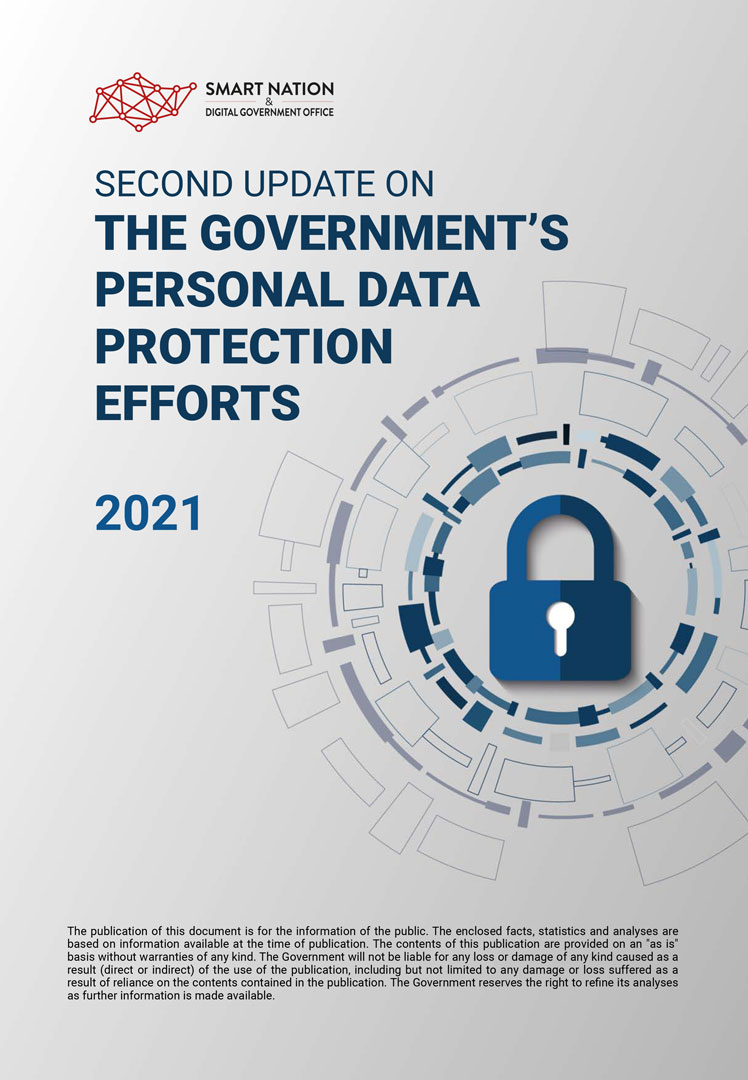 SMART NATION
&
DIGITAL GOVERNMENT OFFICE
SECOND UPDATE ON
THE GOVERNMENT’S
PERSONAL DATA
PROTECTION
EFFORTS
2021
The publication of this document is for the information of the public. The enclosed facts, statistics and analyses are
based on information available at the time of publication. The contents of this publication are provided on an "as is"
basis without warranties of any kind. The Government will not be liable for any loss or damage of any kind caused as a
result (direct or indirect) of the use of the publication, including but not limited to any damage or loss suffered as a
result of reliance on the contents contained in the publication. The Government reserves the right to refine its analyses
as further information is made available.